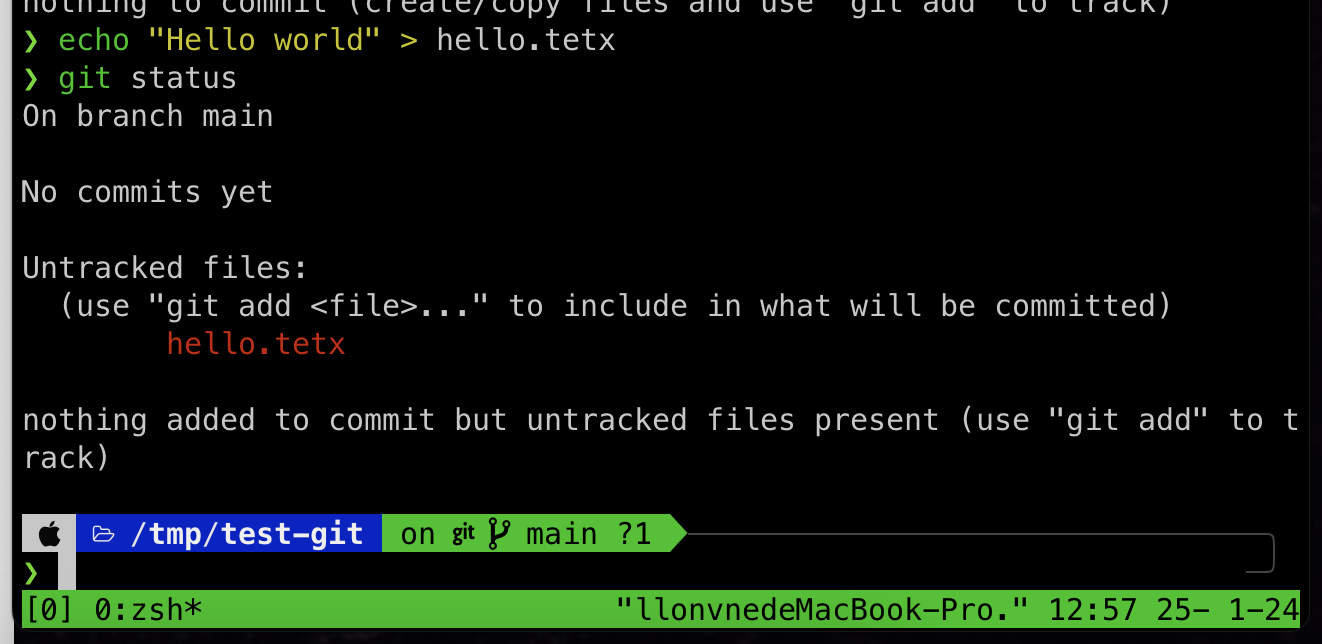 nothing to commit (create/copy files and use "git add" to track)
❯ echo "Hello world" > hello.tetx
❯ git status
On branch main
No commits yet
Untracked files:
  (use "git add <file>..." to include in what will be committed)
        hello.tetx
nothing added to commit but untracked files present (use "git add" to t
rack)
/tmp/test-git on git main ?1
❯
[0] 0:zsh* "llonvnedeMacBook-Pro." 12:57 25- 1-24